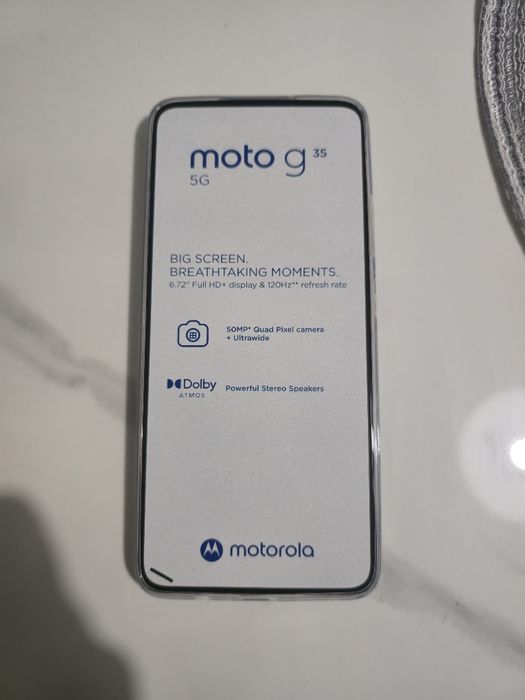 moto g 35
5G
BIG SCREEN.
BREATHTAKING MOMENTS.
6.72" Full HD+ display & 120Hz** refresh rate
50MP* Quad Pixel camera
+ Ultrawide
Dolby
ATMOS
Powerful Stereo Speakers
motorola